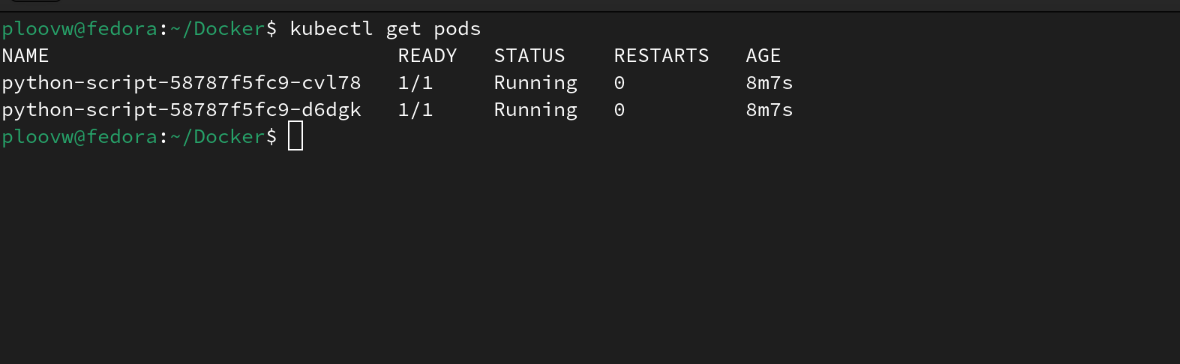 ploovw@fedora:~/Docker$ kubectl get pods
NAME READY STATUS RESTARTS AGE
python-script-58787f5fc9-cvl78 1/1 Running 0 8m7s
python-script-58787f5fc9-d6dgk 1/1 Running 0 8m7s
ploovw@fedora:~/Docker$